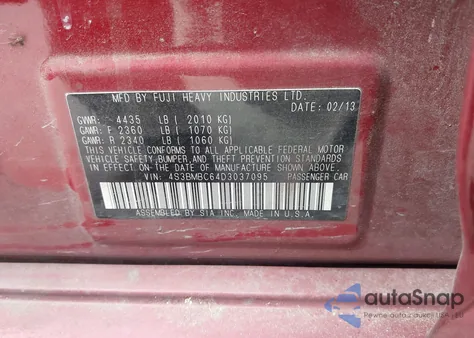 MFD BY FUJI HEAVY INDUSTRIES LTD.
DATE: 02/13
GVWR: 4435 LB ( 2010 KG)
GAWR: F 2360 LB ( 1070 KG)
GAWR: R 2340 LB ( 1060 KG)
THIS VEHICLE CONFORMS TO ALL APPLICABLE FEDERAL MOTOR
VEHICLE SAFETY, BUMPER, AND THEFT PREVENTION STANDARDS
IN EFFECT ON THE DATE OF MANUFACTURE SHOWN ABOVE.
VIN: 4S3BMBC64D3037095 PASSENGER CAR
ASSEMBLED BY SIA INC. MADE IN U.S.A.
autoSnap